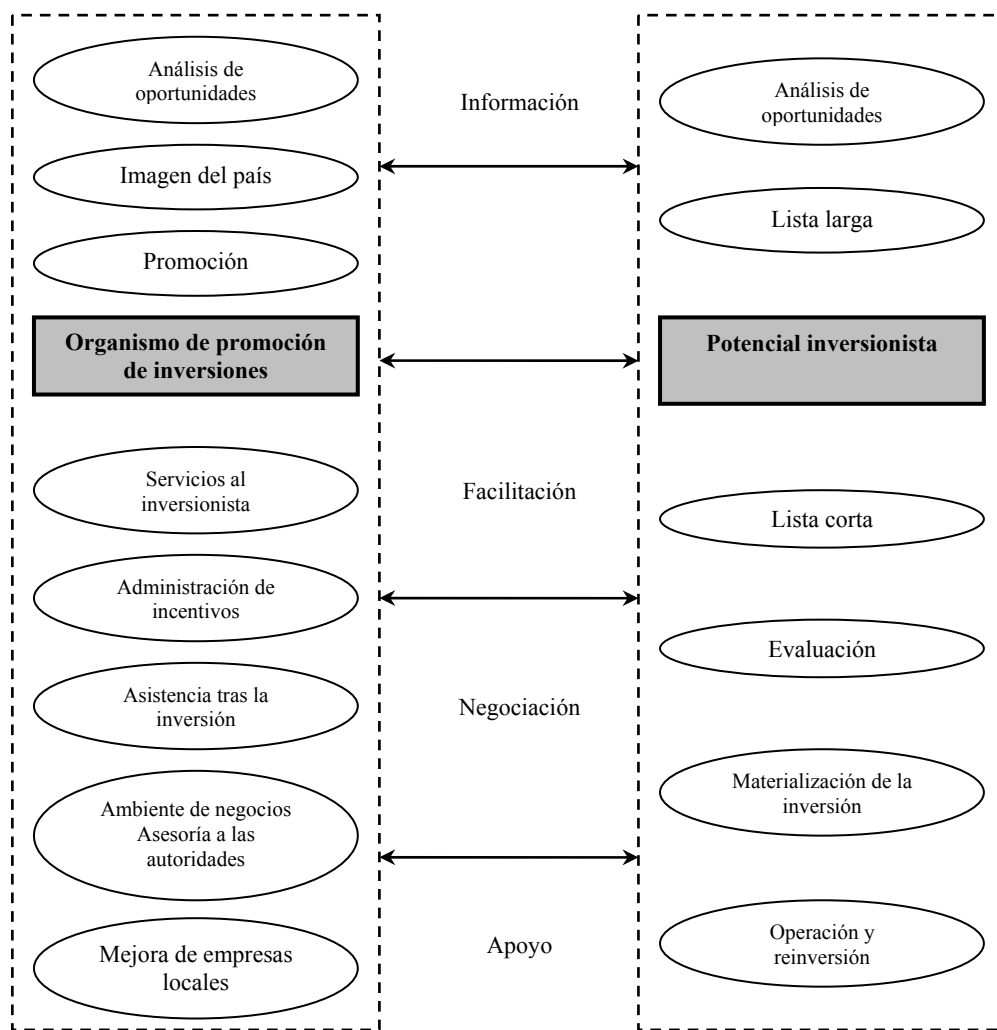 Análisis de
oportunidades
Imagen del país
Promoción
Organismo de promoción
de inversiones
Servicios al
inversionista
Administración de
incentivos
Asistencia tras la
inversión
Ambiente de negocios
Asesoría a las
autoridades
Mejora de empresas
locales
Información
Facilitación
Negociación
Apoyo
Análisis de
oportunidades
Lista larga
Potencial inversionista
Lista corta
Evaluación
Materialización de la
inversión
Operación y
reinversión